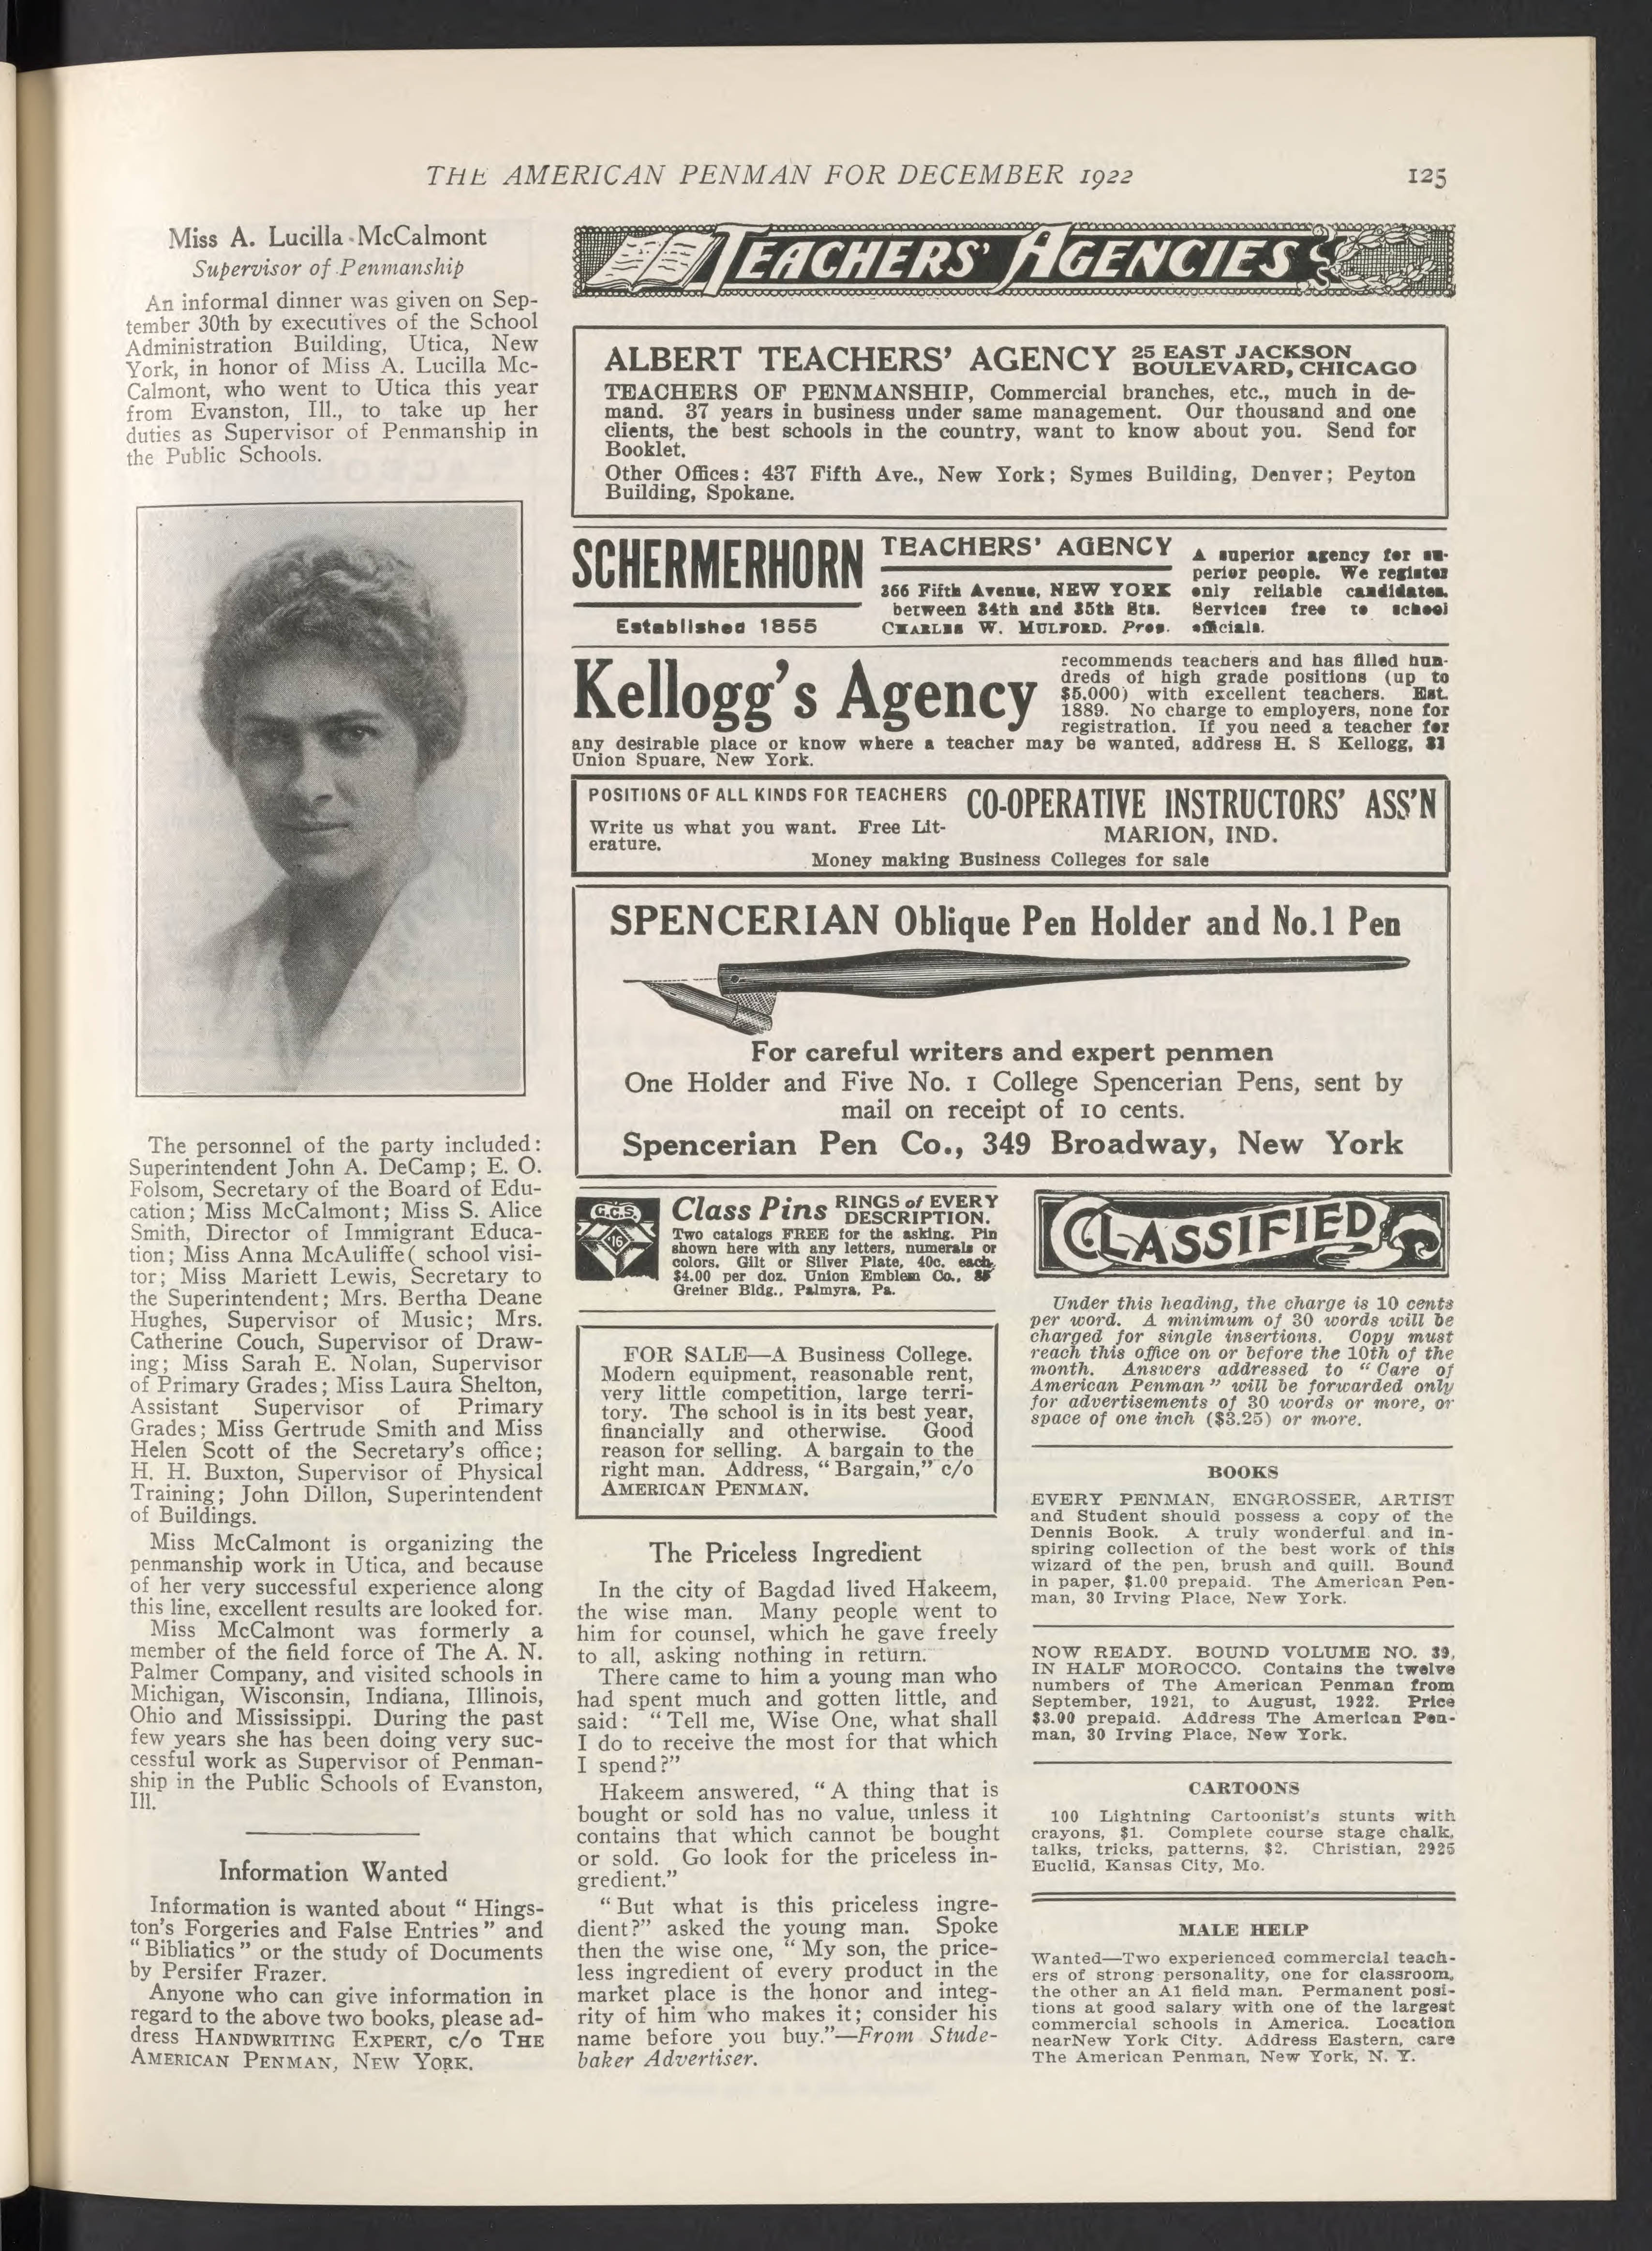 THE AMERICAN PENMAN FOR DECEMBER 1922
125
Miss A. Lucilla McCalmont
Supervisor of Penmanship
An informal dinner was given on Sep-
tember 30th by executives of the School
Administration Building, Utica, New
York, in honor of Miss A. Lucilla Mc-
Calmont, who went to Utica this year
from Evanston, Ill., to take up her
duties as Supervisor of Penmanship in
the Public Schools.
The personnel of the party included:
Superintendent John A. DeCamp; E. O.
Folsom, Secretary of the Board of Edu-
cation; Miss McCalmont; Miss S. Alice
Smith, Director of Immigrant Educa-
tion; Miss Anna McAuliffe( school visi-
tor; Miss Mariett Lewis, Secretary to
the Superintendent; Mrs. Bertha Deane
Hughes, Supervisor of Music; Mrs.
Catherine Couch, Supervisor of Draw-
ing; Miss Sarah E. Nolan, Supervisor
of Primary Grades; Miss Laura Shelton,
Assistant Supervisor of Primary
Grades; Miss Gertrude Smith and Miss
Helen Scott of the Secretary's office;
H. H. Buxton, Supervisor of Physical
Training; John Dillon, Superintendent
of Buildings.
Miss McCalmont is organizing the
penmanship work in Utica, and because
of her very successful experience along
this line, excellent results are looked for.
Miss McCalmont was formerly a
member of the field force of The A. N.
Palmer Company, and visited schools in
Michigan, Wisconsin, Indiana, Illinois,
Ohio and Mississippi. During the past
few years she has been doing very suc-
cessful work as Supervisor of Penman-
ship in the Public Schools of Evanston,
Ill.
Information Wanted
Information is wanted about "Hings-
ton's Forgeries and False Entries" and
"Bibliatics" or the study of Documents
by Persifer Frazer.
Anyone who can give information in
regard to the above two books, please ad-
dress HANDWRITING EXPERT, c/o THE
AMERICAN PENMAN, NEW YORK.
TEACHERS' AGENCIES
ALBERT TEACHERS' AGENCY 25 EAST JACKSON
BOULEVARD, CHICAGO
TEACHERS OF PENMANSHIP, Commercial branches, etc., much in de-
mand. 37 years in business under same management. Our thousand and one
clients, the best schools in the country, want to know about you. Send for
Booklet.
Other Offices: 437 Fifth Ave., New York; Symes Building, Denver; Peyton
Building, Spokane.
SCHERMERHORN
Established 1855
TEACHERS' AGENCY
366 Fifth Avenue, NEW YORK
between 34th and 35th Sts.
CHARLES W. MULFORD. Pres.
A superior agency for su-
perior people. We register
only reliable candidates.
Services free to school
officials.
Kellogg's Agency
recommends teachers and has filled hun-
dreds of high grade positions (up to
$5.000) with excellent teachers. Est.
1889. No charge to employers, none for
registration. If you need a teacher for
any desirable place or know where a teacher may be wanted, address H. S Kellogg, 31
Union Spuare, New York.
POSITIONS OF ALL KINDS FOR TEACHERS
Write us what you want. Free Lit-
erature.
CO-OPERATIVE INSTRUCTORS' ASS'N
MARION, IND.
Money making Business Colleges for sale
SPENCERIAN Oblique Pen Holder and No. 1 Pen
For careful writers and expert penmen
One Holder and Five No. 1 College Spencerian Pens, sent by
mail on receipt of 10 cents.
Spencerian Pen Co., 349 Broadway, New York
G.C.S.
'16
Class Pins RINGS of EVERY
DESCRIPTION.
Two catalogs FREE for the asking. Pin
shown here with any letters, numerals or
colors. Gilt or Silver Plate, 40c. each,
$4.00 per doz. Union Emblem Co., 85
Greiner Bldg., Palmyra, Pa.
FOR SALE—A Business College.
Modern equipment, reasonable rent,
very little competition, large terri-
tory. The school is in its best year,
financially and otherwise. Good
reason for selling. A bargain to the
right man. Address, "Bargain," c/o
AMERICAN PENMAN.
The Priceless Ingredient
In the city of Bagdad lived Hakeem,
the wise man. Many people went to
him for counsel, which he gave freely
to all, asking nothing in return.
There came to him a young man who
had spent much and gotten little, and
said: "Tell me, Wise One, what shall
I do to receive the most for that which
I spend?"
Hakeem answered, "A thing that is
bought or sold has no value, unless it
contains that which cannot be bought
or sold. Go look for the priceless in-
gredient."
"But what is this priceless ingre-
dient?" asked the young man. Spoke
then the wise one, "My son, the price-
less ingredient of every product in the
market place is the honor and integ-
rity of him who makes it; consider his
name before you buy."—From Stude-
baker Advertiser.
CLASSIFIED
Under this heading, the charge is 10 cents
per word. A minimum of 30 words will be
charged for single insertions. Copy must
reach this office on or before the 10th of the
month. Answers addressed to "Care of
American Penman" will be forwarded only
for advertisements of 30 words or more, or
space of one inch ($3.25) or more.
BOOKS
EVERY PENMAN, ENGROSSER, ARTIST
and Student should possess a copy of the
Dennis Book. A truly wonderful and in-
spiring collection of the best work of this
wizard of the pen, brush and quill. Bound
in paper, $1.00 prepaid. The American Pen-
man, 30 Irving Place, New York.
NOW READY. BOUND VOLUME NO. 39,
IN HALF MOROCCO. Contains the twelve
numbers of The American Penman from
September, 1921, to August, 1922. Price
$3.00 prepaid. Address The American Pen-
man, 30 Irving Place, New York.
CARTOONS
100 Lightning Cartoonist's stunts with
crayons, $1. Complete course stage chalk,
talks, tricks, patterns, $2. Christian, 2925
Euclid, Kansas City, Mo.
MALE HELP
Wanted—Two experienced commercial teach-
ers of strong personality, one for classroom,
the other an A1 field man. Permanent posi-
tions at good salary with one of the largest
commercial schools in America. Location
nearNew York City. Address Eastern, care
The American Penman, New York, N. Y.